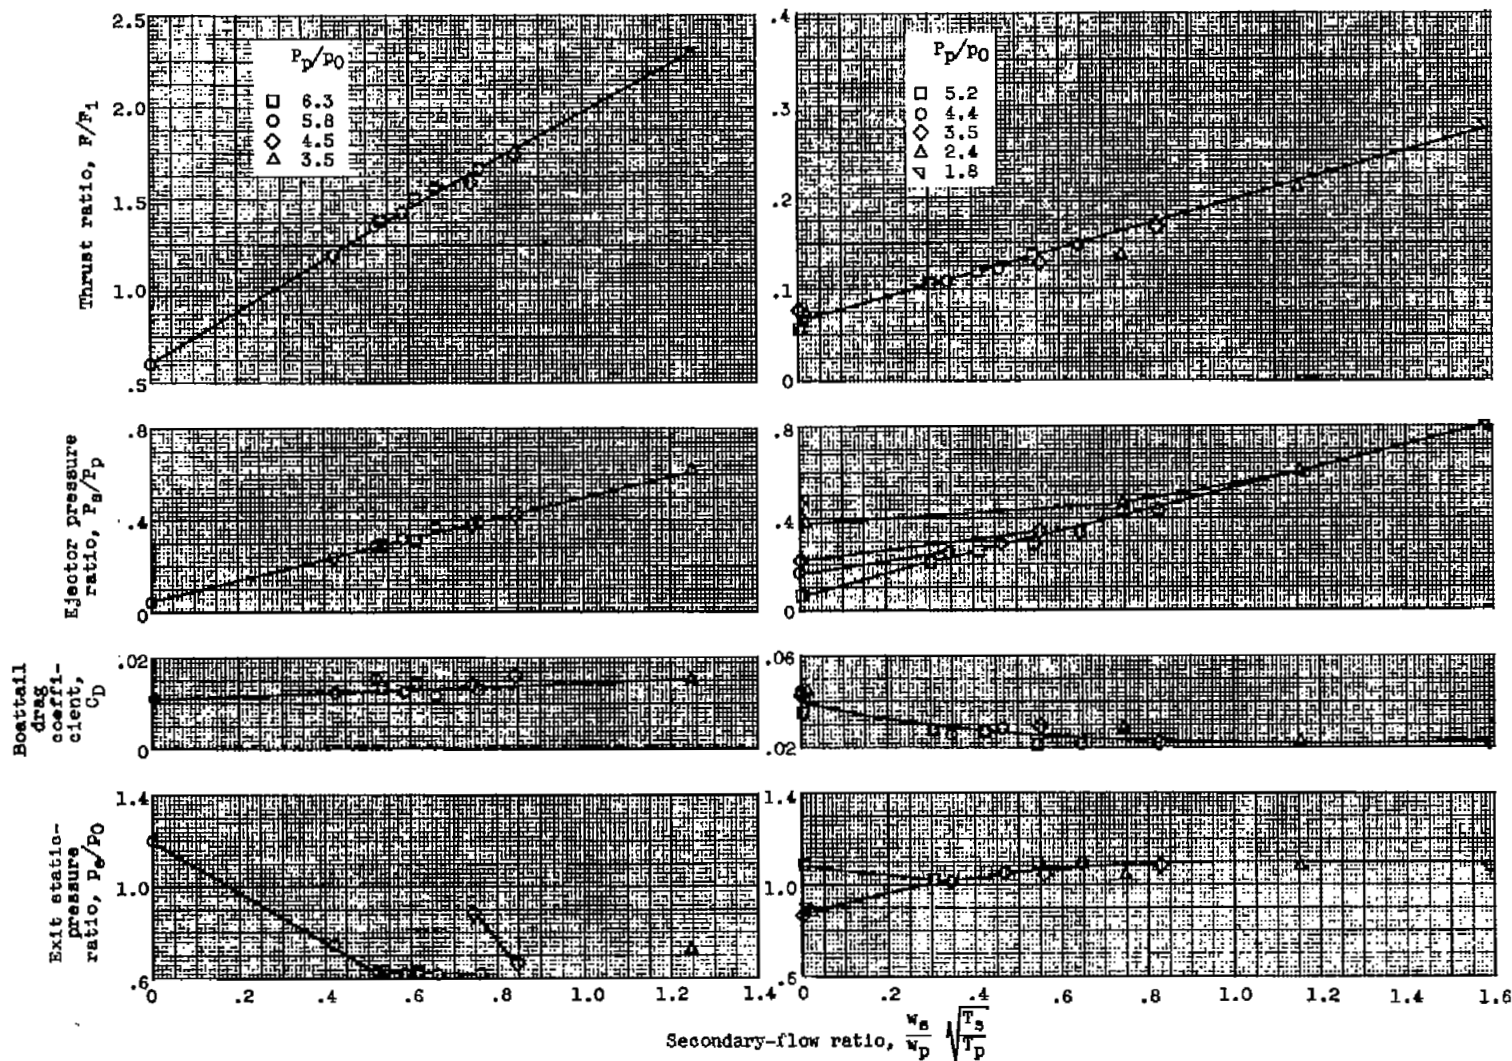 2.5
2.0
1.5
1.0
.5
Thrust ratio, F/F₁
P_p/p_0
6.3
5.8
4.5
3.5
.4
.3
.2
.1
0
P_p/p_0
5.2
4.4
3.5
2.4
1.8
.8
.4
0
Ejector pressure
ratio, P_s/P_p
.8
.4
0
.02
0
Boattail
drag
coeffi-
cient,
C_D
.06
.02
1.4
1.0
.6
Exit static-
pressure
ratio, p_e/p_0
1.4
1.0
.6
0 .2 .4 .6 .8 1.0 1.2 1.4
0 .2 .4 .6 .8 1.0 1.2 1.4 1.6
Secondary-flow ratio, w_s/w_p √T_s/T_p